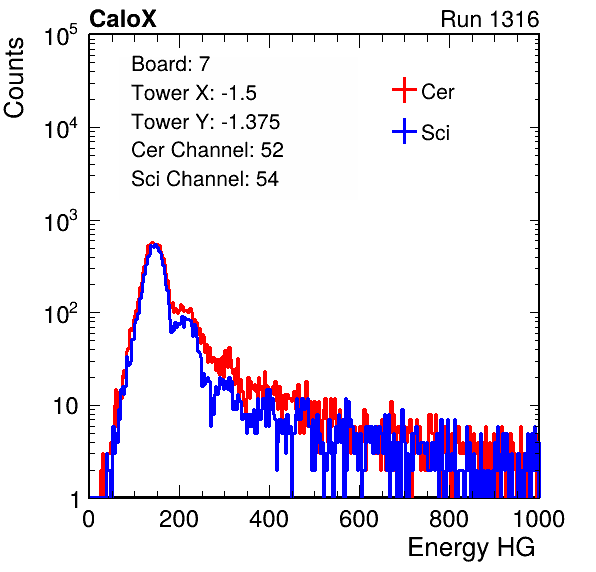 CaloX Run 1316
Counts
Board: 7
Tower X: -1.5
Tower Y: -1.375
Cer Channel: 52
Sci Channel: 54
Cer
Sci
10^5
10^4
10^3
10^2
10
1
0 200 400 600 800 1000
Energy HG